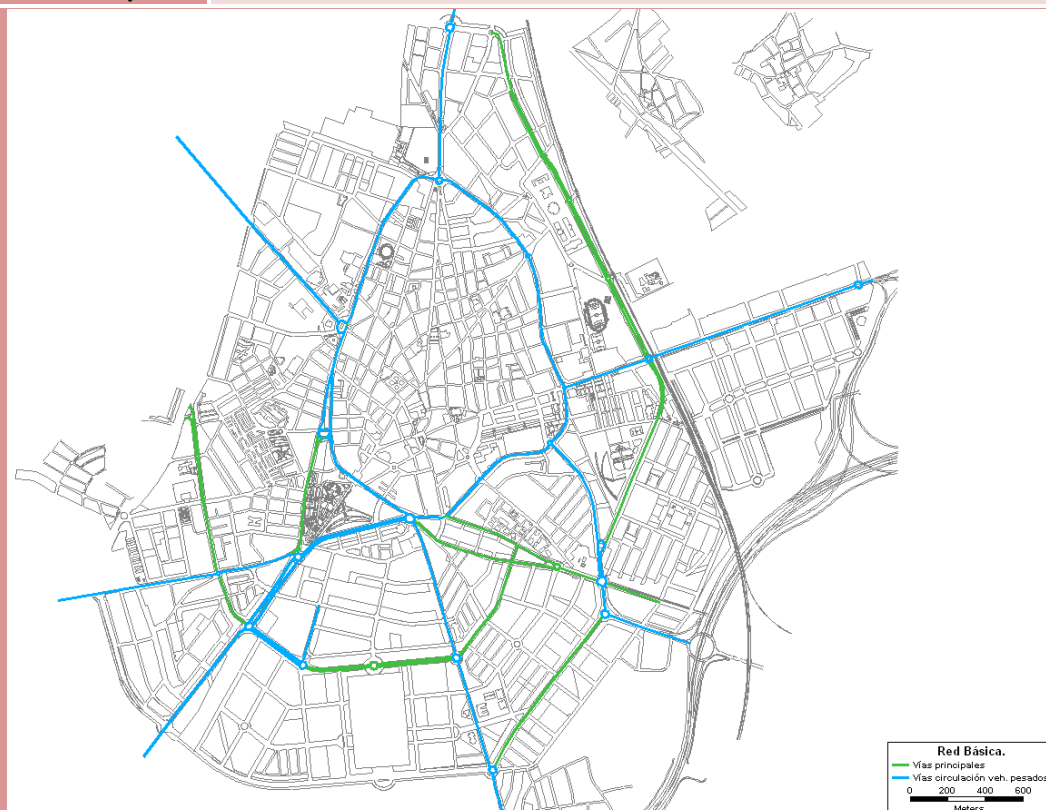 Red Básica.
Vías principales
Vías circulación veh. pesados
0 200 400 600
Meters